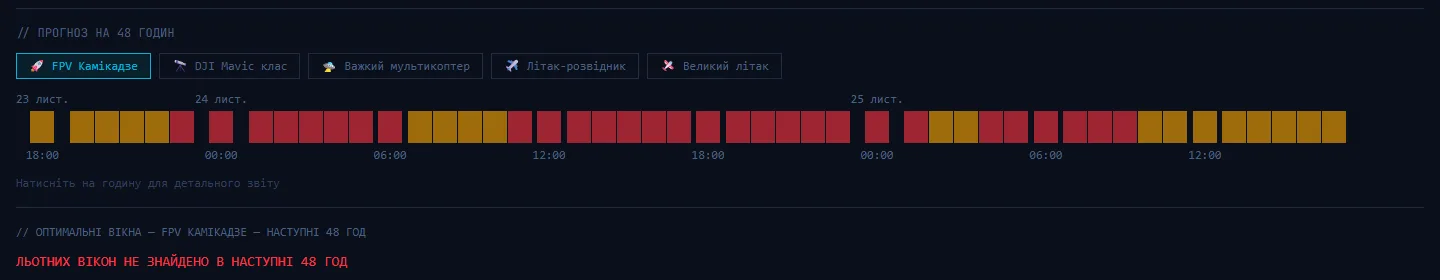 // ПРОГНОЗ НА 48 ГОДИН
FPV Камікадзе DJI Mavic клас Важкий мультикоптер Літак-розвідник Великий літак
23 лист. 24 лист. 25 лист.
18:00 00:00 06:00 12:00 18:00 00:00 06:00 12:00
Натисніть на годину для детального звіту
// ОПТИМАЛЬНІ ВІКНА — FPV КАМІКАДЗЕ — НАСТУПНІ 48 ГОД
ЛЬОТНИХ ВІКОН НЕ ЗНАЙДЕНО В НАСТУПНІ 48 ГОД